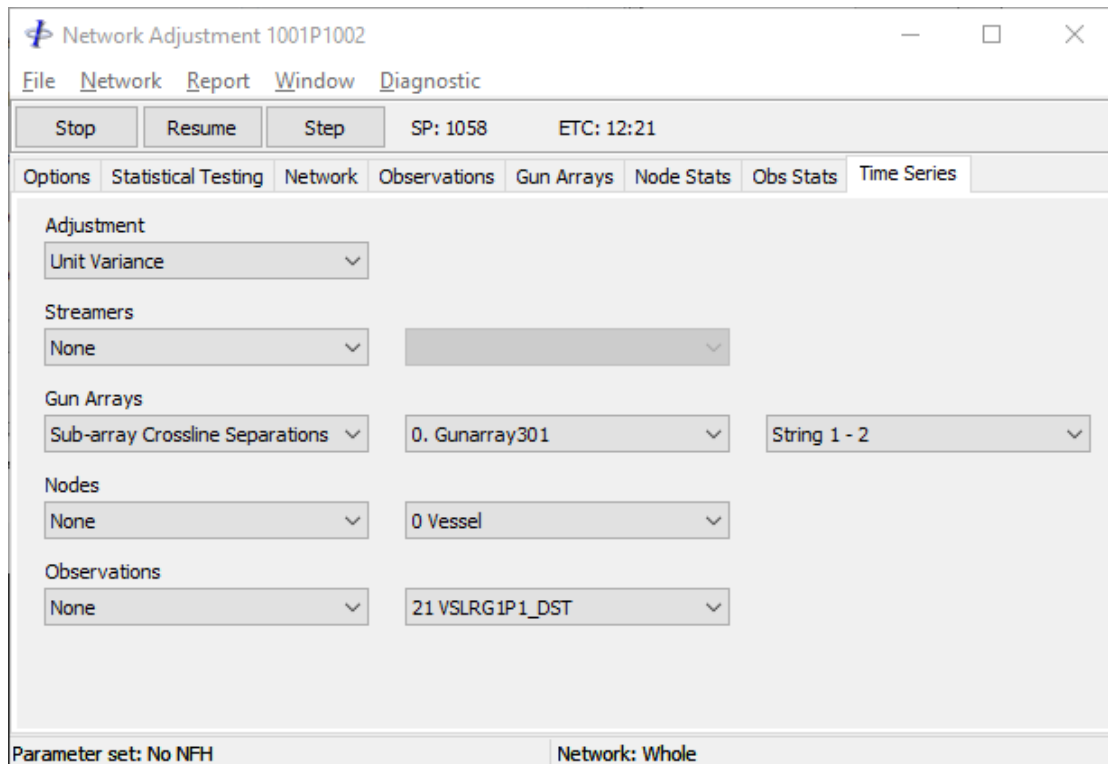 Network Adjustment 1001P1002
File Network Report Window Diagnostic
Stop Resume Step SP: 1058 ETC: 12:21
Options Statistical Testing Network Observations Gun Arrays Node Stats Obs Stats Time Series
Adjustment
Unit Variance
Streamers
None
Gun Arrays
Sub-array Crossline Separations 0. Gunarray301 String 1 - 2
Nodes
None 0 Vessel
Observations
None 21 VSLRG1P1_DST
Parameter set: No NFH Network: Whole